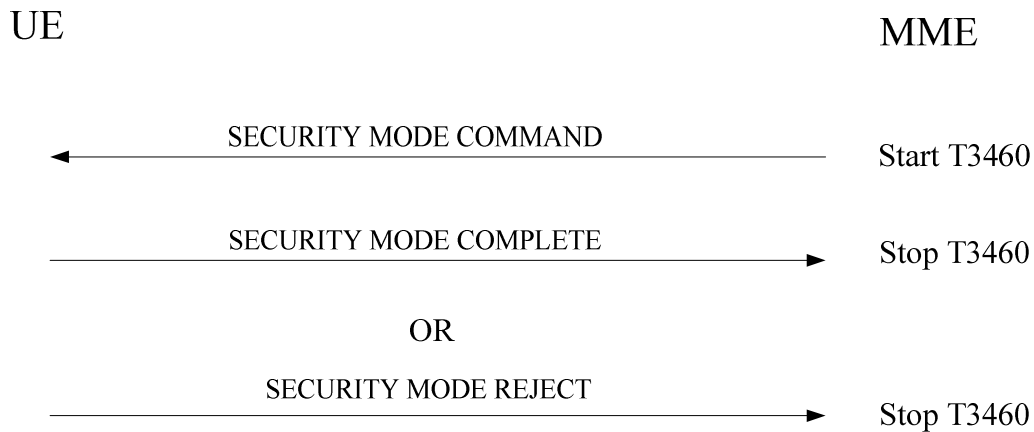 UE
MME
SECURITY MODE COMMAND
Start T3460
SECURITY MODE COMPLETE
Stop T3460
OR
SECURITY MODE REJECT
Stop T3460